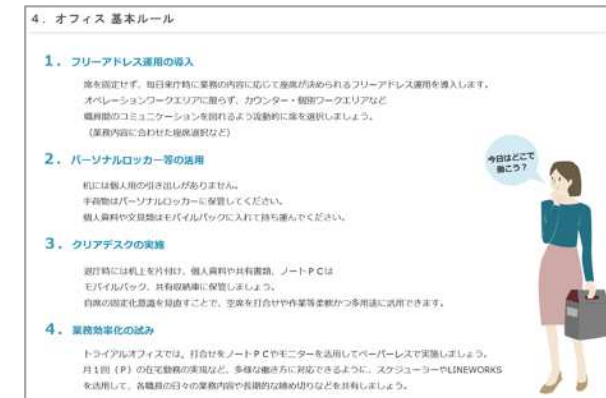 4．オフィス 基本ルール
1．フリーアドレス運用の導入
席を固定せず、毎日来庁時に業務の内容に応じて座席が決められるフリーアドレス運用を導入します。
オペレーションワークエリアに限らず、カウンター・個別ワークエリアなど
職員間のコミュニケーションを図れるよう流動的に席を選択しましょう。
（業務内容に合わせた座席選択など）
今日はどこで
働こう？
2．パーソナルロッカー等の活用
机には個人用の引き出しがありません。
手荷物はパーソナルロッカーに保管してください。
個人資料や文具類はモバイルバックに入れて持ち運んでください。
3．クリアデスクの実施
退庁時には机上を片付け、個人資料や共有書類、ノートＰＣは
モバイルバック、共有収納庫に保管しましょう。
自席の固定化意識を見直すことで、空席を打合せや作業等柔軟かつ多用途に活用できます。
4．業務効率化の試み
トライアルオフィスでは、打合せをノートＰＣやモニターを活用してペーパーレスで実施しましょう。
月１回（P）の在宅勤務の実現など、多様な働き方に対応できるように、スケジューラーやLINEWORKS
を活用して、各職員の日々の業務内容や長期的な締め切りなどを共有しましょう。